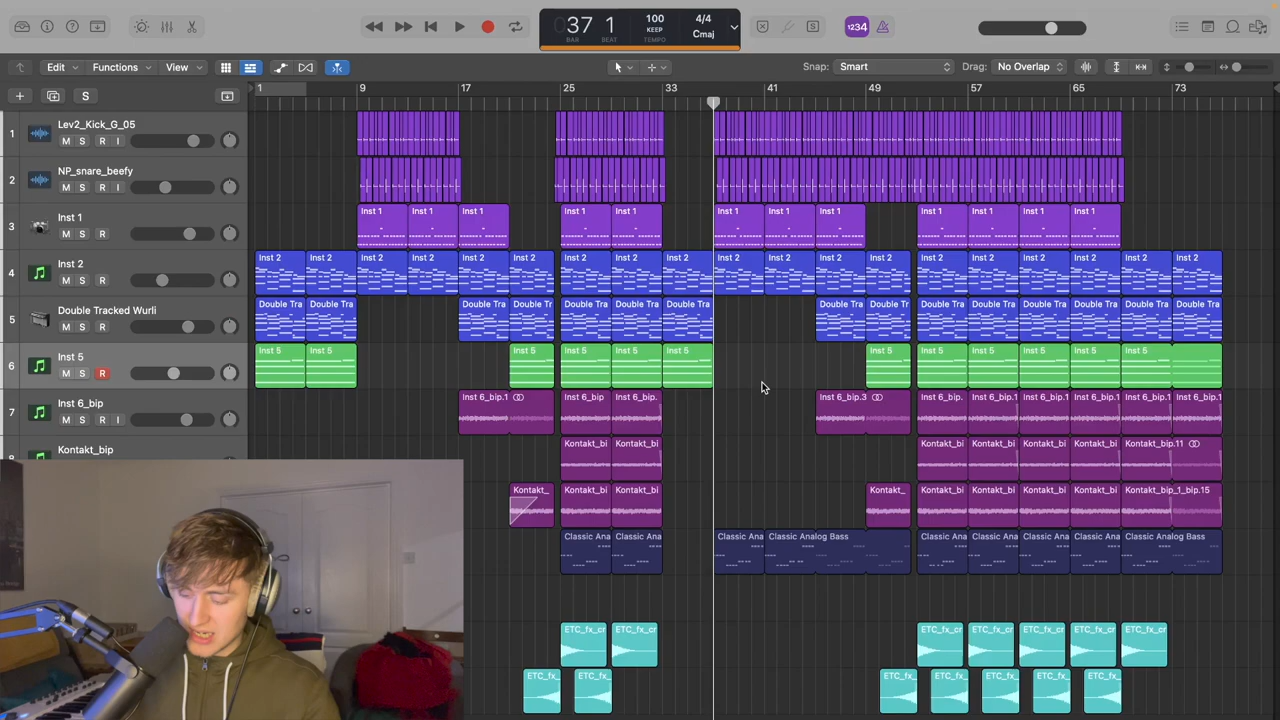 37 1
BAR BEAT
100
KEEP
TEMPO
4/4
Cmaj
1234
S
Edit Functions View
Snap: Smart
Drag: No Overlap
S
1 9 17 25 33 41 49 57 65 73
1 Lev2_Kick_G_05
M S R I
2 NP_snare_beefy
M S R I
3 Inst 1
M S R
Inst 1 Inst 1 Inst 1 Inst 1 Inst 1 Inst 1 Inst 1 Inst 1 Inst 1 Inst 1 Inst 1 Inst 1
4 Inst 2
M S R
Inst 2 Inst 2 Inst 2 Inst 2 Inst 2 Inst 2 Inst 2 Inst 2 Inst 2 Inst 2 Inst 2 Inst 2 Inst 2 Inst 2 Inst 2 Inst 2 Inst 2 Inst 2 Inst 2
5 Double Tracked Wurli
M S R
Double Tra Double Tra Double Tra Double Tr Double Tra Double Tra Double Tra Double Tra Double Tr Double Tra Double Tra Double Tra Double Tra Double Tra Double Tra
6 Inst 5
M S R
Inst 5 Inst 5 Inst 5 Inst 5 Inst 5 Inst 5 Inst 5 Inst 5 Inst 5 Inst 5 Inst 5 Inst 5
7 Inst 6_bip
M S R I
Inst 6_bip.1 Inst 6_bip Inst 6_bip. Inst 6_bip.3 Inst 6_bip. Inst 6_bip.1 Inst 6_bip.1 Inst 6_bip.1 Inst 6_bip.1 Inst 6_bip.1
Kontakt_bip
Kontakt_bi Kontakt_bi Kontakt_bi Kontakt_bi Kontakt_bi Kontakt_bi Kontakt_bip.11
Kontakt_ Kontakt_bi Kontakt_bi Kontakt_ Kontakt_bi Kontakt_bi Kontakt_bi Kontakt_bi Kontakt_bip_1_bip.15
Classic Ana Classic Ana Classic Ana Classic Analog Bass Classic Ana Classic Ana Classic Ana Classic Ana Classic Analog Bass
ETC_fx_cr ETC_fx_cr ETC_fx_cr ETC_fx_cr ETC_fx_cr ETC_fx_cr ETC_fx_cr
ETC_fx_ ETC_fx_ ETC_fx_ ETC_fx_ ETC_fx_ ETC_fx_ ETC_fx_